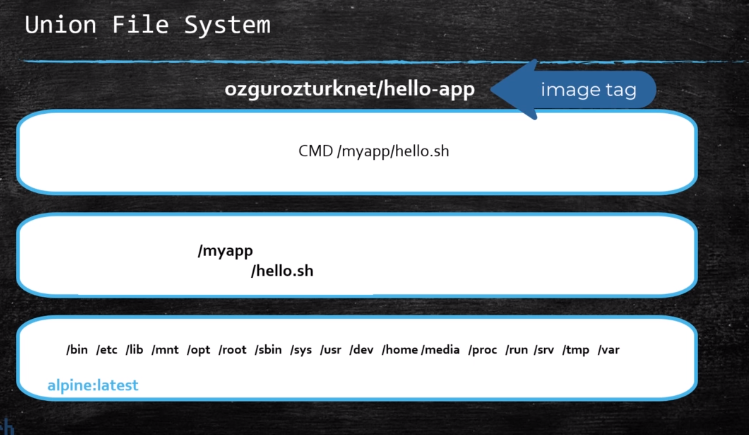 Union File System
ozgurozturknet/hello-app
image tag
CMD /myapp/hello.sh
/myapp
/hello.sh
/bin /etc /lib /mnt /opt /root /sbin /sys /usr /dev /home /media /proc /run /srv /tmp /var
alpine:latest